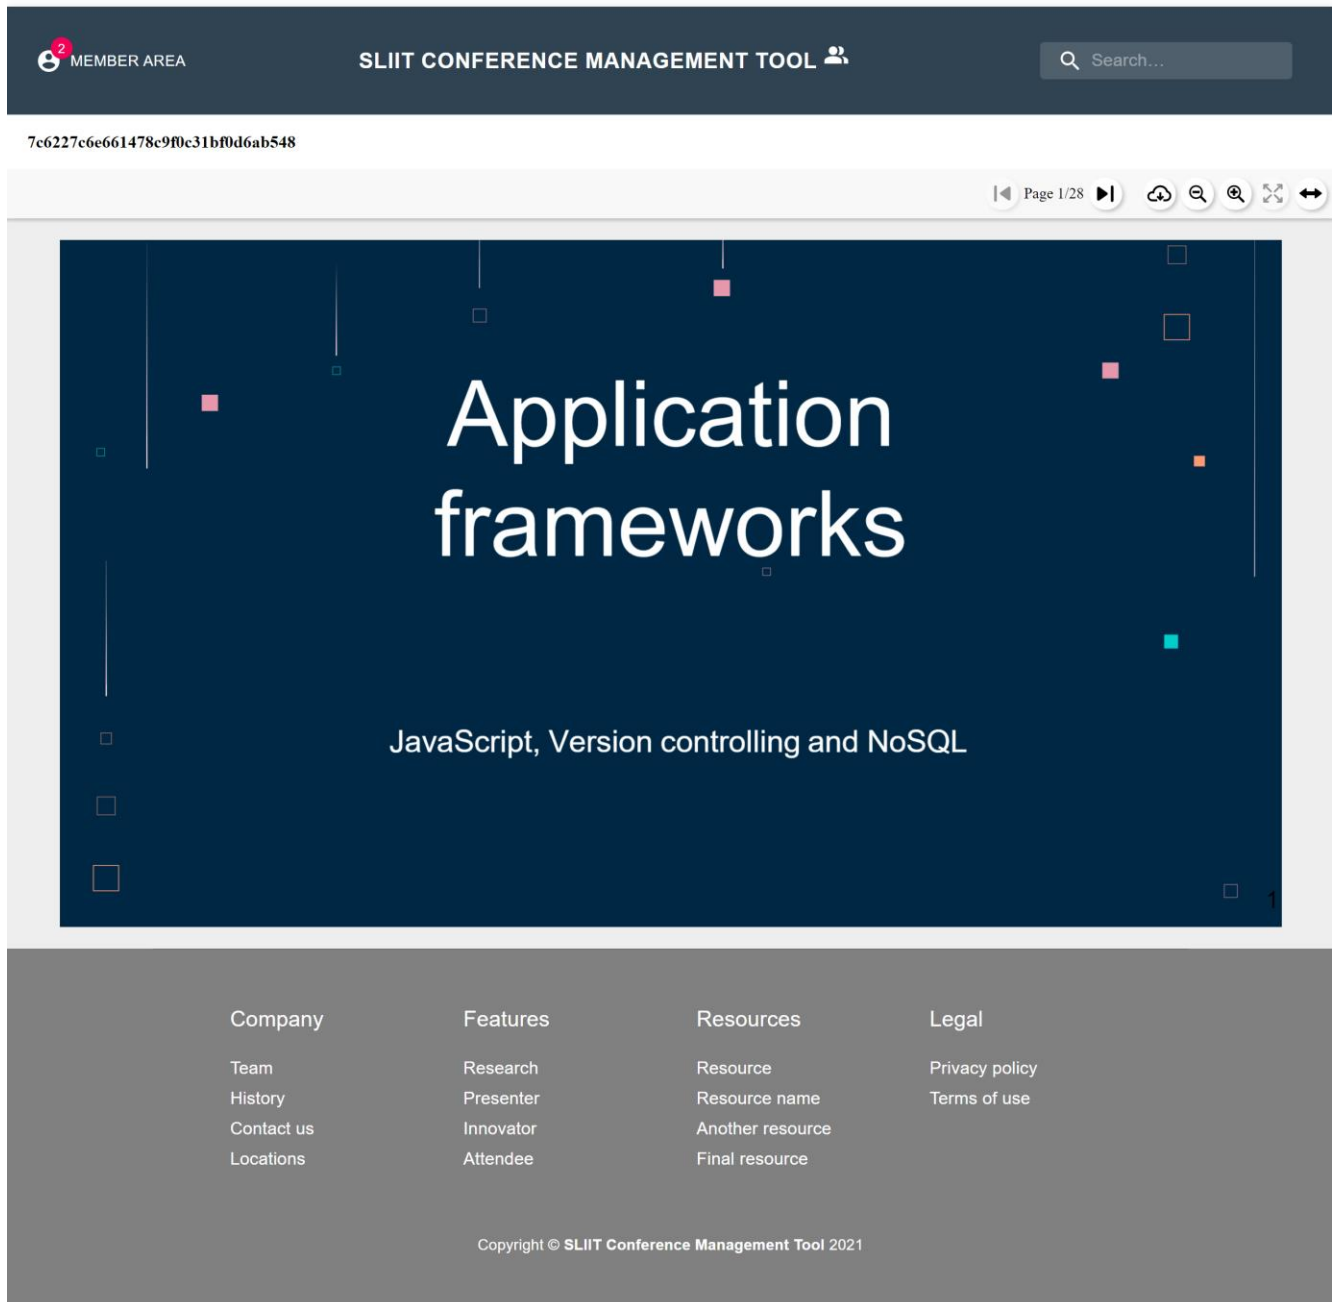 2
MEMBER AREA
SLIIT CONFERENCE MANAGEMENT TOOL
Search...
7c6227c6e661478c9f0c31bf0d6ab548
Page 1/28
Application
frameworks
JavaScript, Version controlling and NoSQL
1
Company Features Resources Legal
Team Research Resource Privacy policy
History Presenter Resource name Terms of use
Contact us Innovator Another resource
Locations Attendee Final resource
Copyright © SLIIT Conference Management Tool 2021